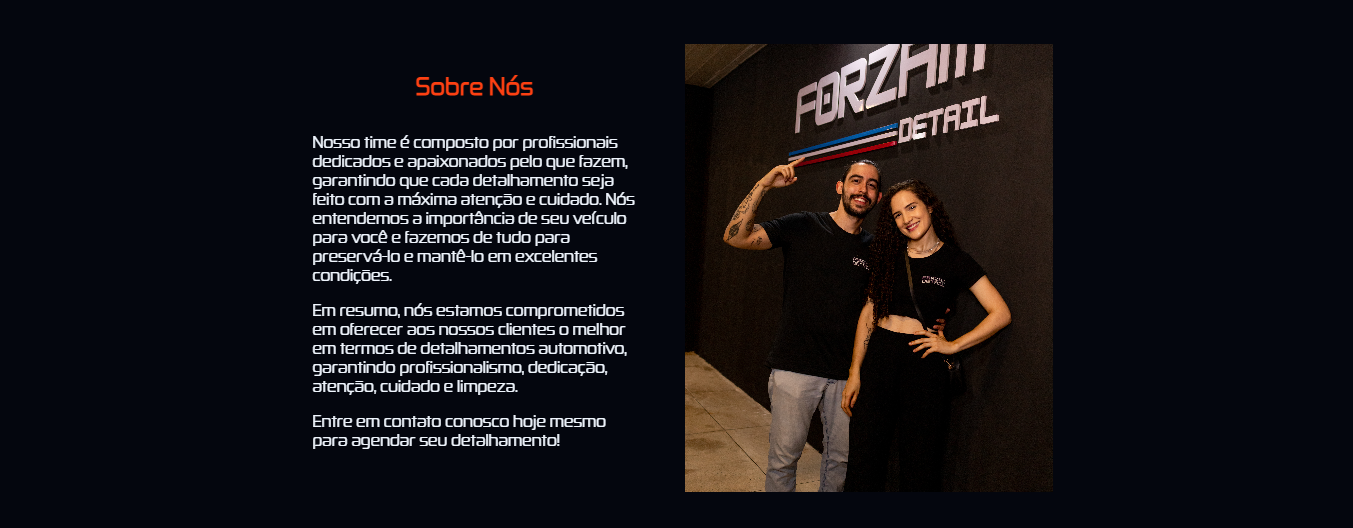 Sobre Nós
Nosso time é composto por profissionais
dedicados e apaixonados pelo que fazem,
garantindo que cada detalhamento seja
feito com a máxima atenção e cuidado. Nós
entendemos a importância de seu veículo
para você e fazemos de tudo para
preservá-lo e mantê-lo em excelentes
condições.
Em resumo, nós estamos comprometidos
em oferecer aos nossos clientes o melhor
em termos de detalhamentos automotivo,
garantindo profissionalismo, dedicação,
atenção, cuidado e limpeza.
Entre em contato conosco hoje mesmo
para agendar seu detalhamento!
FORZAM
DETAIL